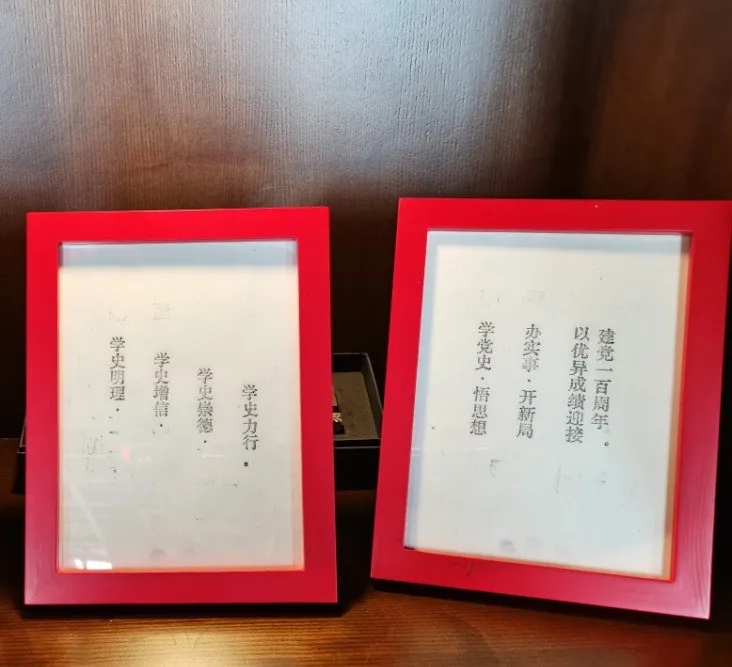 学史明理·
学史增信·
学史崇德·
学史力行·
学党史·悟思想
办实事·开新局
以优异成绩迎接
建党一百周年。